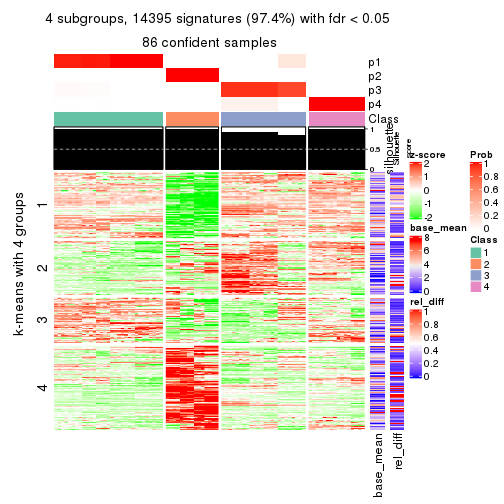 4 subgroups, 14395 signatures (97.4%) with fdr < 0.05
86 confident samples
p1
p2
p3
p4
Class
1
0.5
0
silhouette
Silhouette
score
k-means with 4 groups
1
2
3
4
base_mean
rel_diff
z-score
2
1
0
-1
-2
base_mean
8
6
4
2
0
rel_diff
1
0.8
0.6
0.4
0.2
0
Prob
1
0.8
0.6
0.4
0.2
0
Class
1
2
3
4